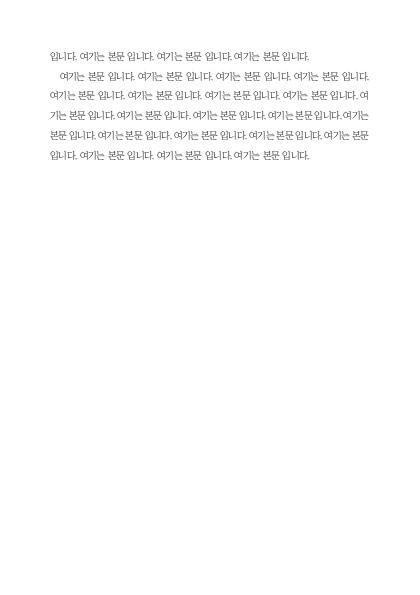 입니다. 여기는 본문 입니다. 여기는 본문 입니다. 여기는 본문 입니다.
여기는 본문 입니다. 여기는 본문 입니다. 여기는 본문 입니다. 여기는 본문 입니다.
여기는 본문 입니다. 여기는 본문 입니다. 여기는 본문 입니다. 여기는 본문 입니다. 여
기는 본문 입니다. 여기는 본문 입니다. 여기는 본문 입니다. 여기는 본문 입니다. 여기는
본문 입니다. 여기는 본문 입니다. 여기는 본문 입니다. 여기는 본문 입니다. 여기는 본문
입니다. 여기는 본문 입니다. 여기는 본문 입니다. 여기는 본문 입니다.